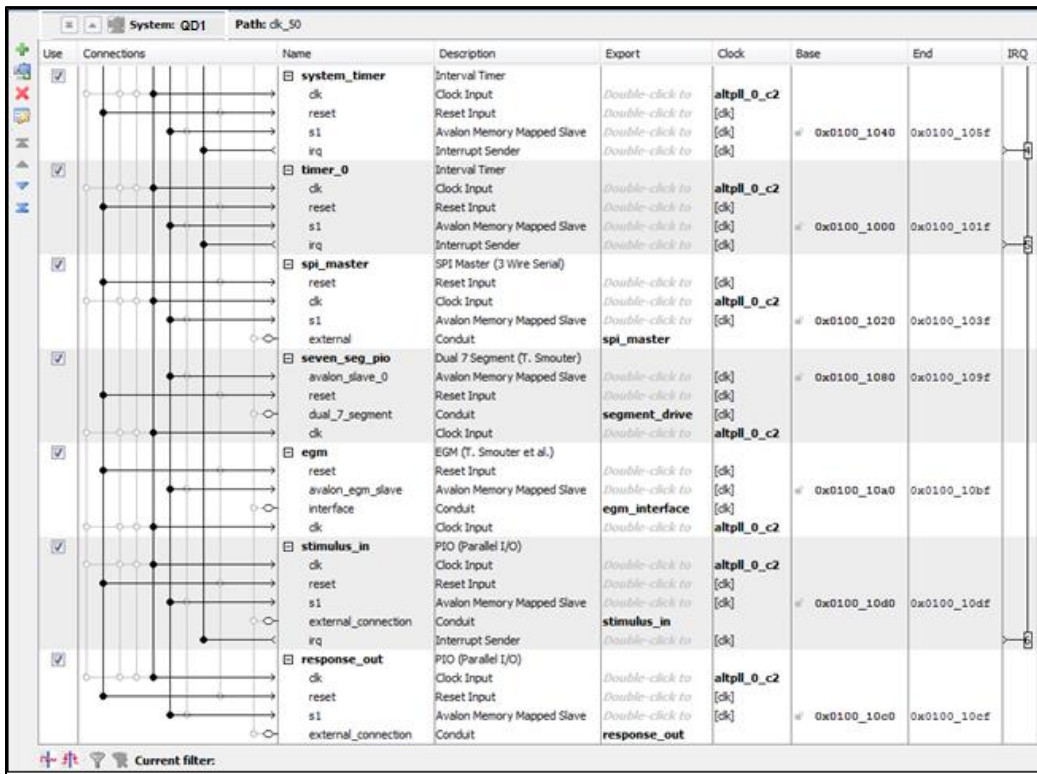 System: QD1 Path: clk_50
Use Connections Name Description Export Clock Base End IRQ
system_timer Interval Timer
clk Clock Input Double-click to altpll_0_c2
reset Reset Input Double-click to [clk]
s1 Avalon Memory Mapped Slave Double-click to [clk] 0x0100_1040 0x0100_105f
irq Interrupt Sender Double-click to [clk] 4
timer_0 Interval Timer
clk Clock Input Double-click to altpll_0_c2
reset Reset Input Double-click to [clk]
s1 Avalon Memory Mapped Slave Double-click to [clk] 0x0100_1000 0x0100_101f
irq Interrupt Sender Double-click to [clk] 5
spi_master SPI Master (3 Wire Serial)
reset Reset Input Double-click to [clk]
clk Clock Input Double-click to altpll_0_c2
s1 Avalon Memory Mapped Slave Double-click to [clk] 0x0100_1020 0x0100_103f
external Conduit spi_master
seven_seg_pio Dual 7 Segment (T. Smouter)
avalon_slave_0 Avalon Memory Mapped Slave Double-click to [clk] 0x0100_1080 0x0100_109f
reset Reset Input Double-click to [clk]
dual_7_segment Conduit segment_drive [clk]
clk Clock Input Double-click to altpll_0_c2
egm EGM (T. Smouter et al.)
reset Reset Input Double-click to [clk]
avalon_egm_slave Avalon Memory Mapped Slave Double-click to [clk] 0x0100_10a0 0x0100_10bf
interface Conduit egm_interface [clk]
clk Clock Input Double-click to altpll_0_c2
stimulus_in PIO (Parallel I/O)
clk Clock Input Double-click to altpll_0_c2
reset Reset Input Double-click to [clk]
s1 Avalon Memory Mapped Slave Double-click to [clk] 0x0100_10d0 0x0100_10df
external_connection Conduit stimulus_in
irq Interrupt Sender Double-click to [clk] 6
response_out PIO (Parallel I/O)
clk Clock Input Double-click to altpll_0_c2
reset Reset Input Double-click to [clk]
s1 Avalon Memory Mapped Slave Double-click to [clk] 0x0100_10c0 0x0100_10cf
external_connection Conduit response_out
Current filter: